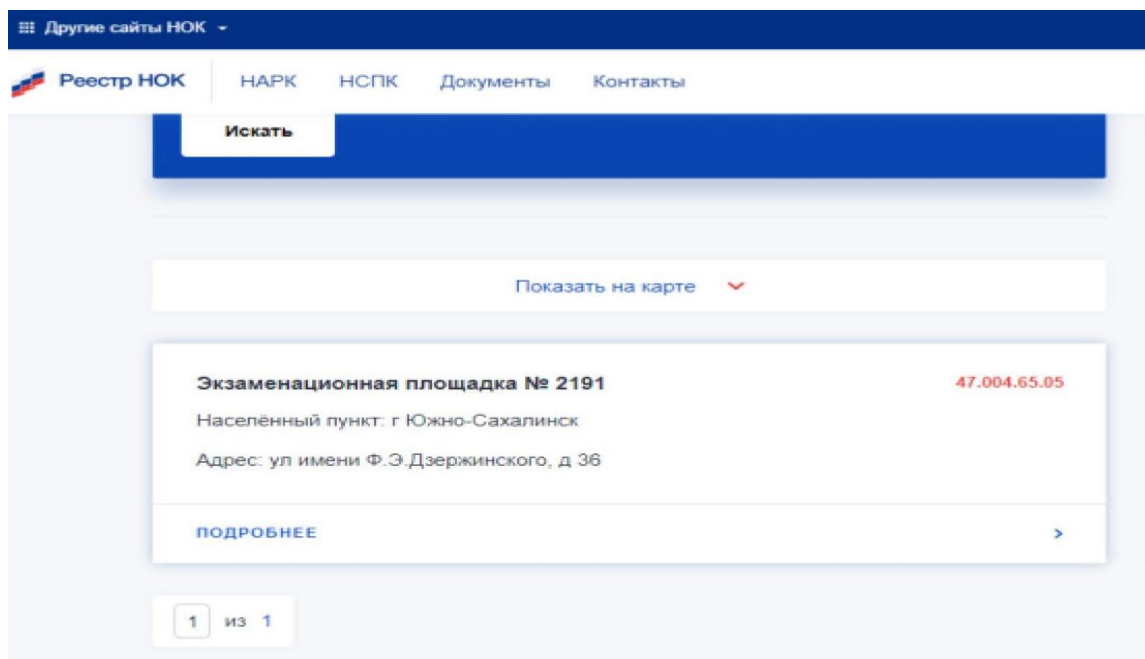 Другие сайты НОК
Реестр НОК НАРК НСПК Документы Контакты
Искать
Показать на карте
Экзаменационная площадка № 2191 47.004.65.05
Населённый пункт: г Южно-Сахалинск
Адрес: ул имени Ф.Э.Дзержинского, д 36
ПОДРОБНЕЕ
1 из 1